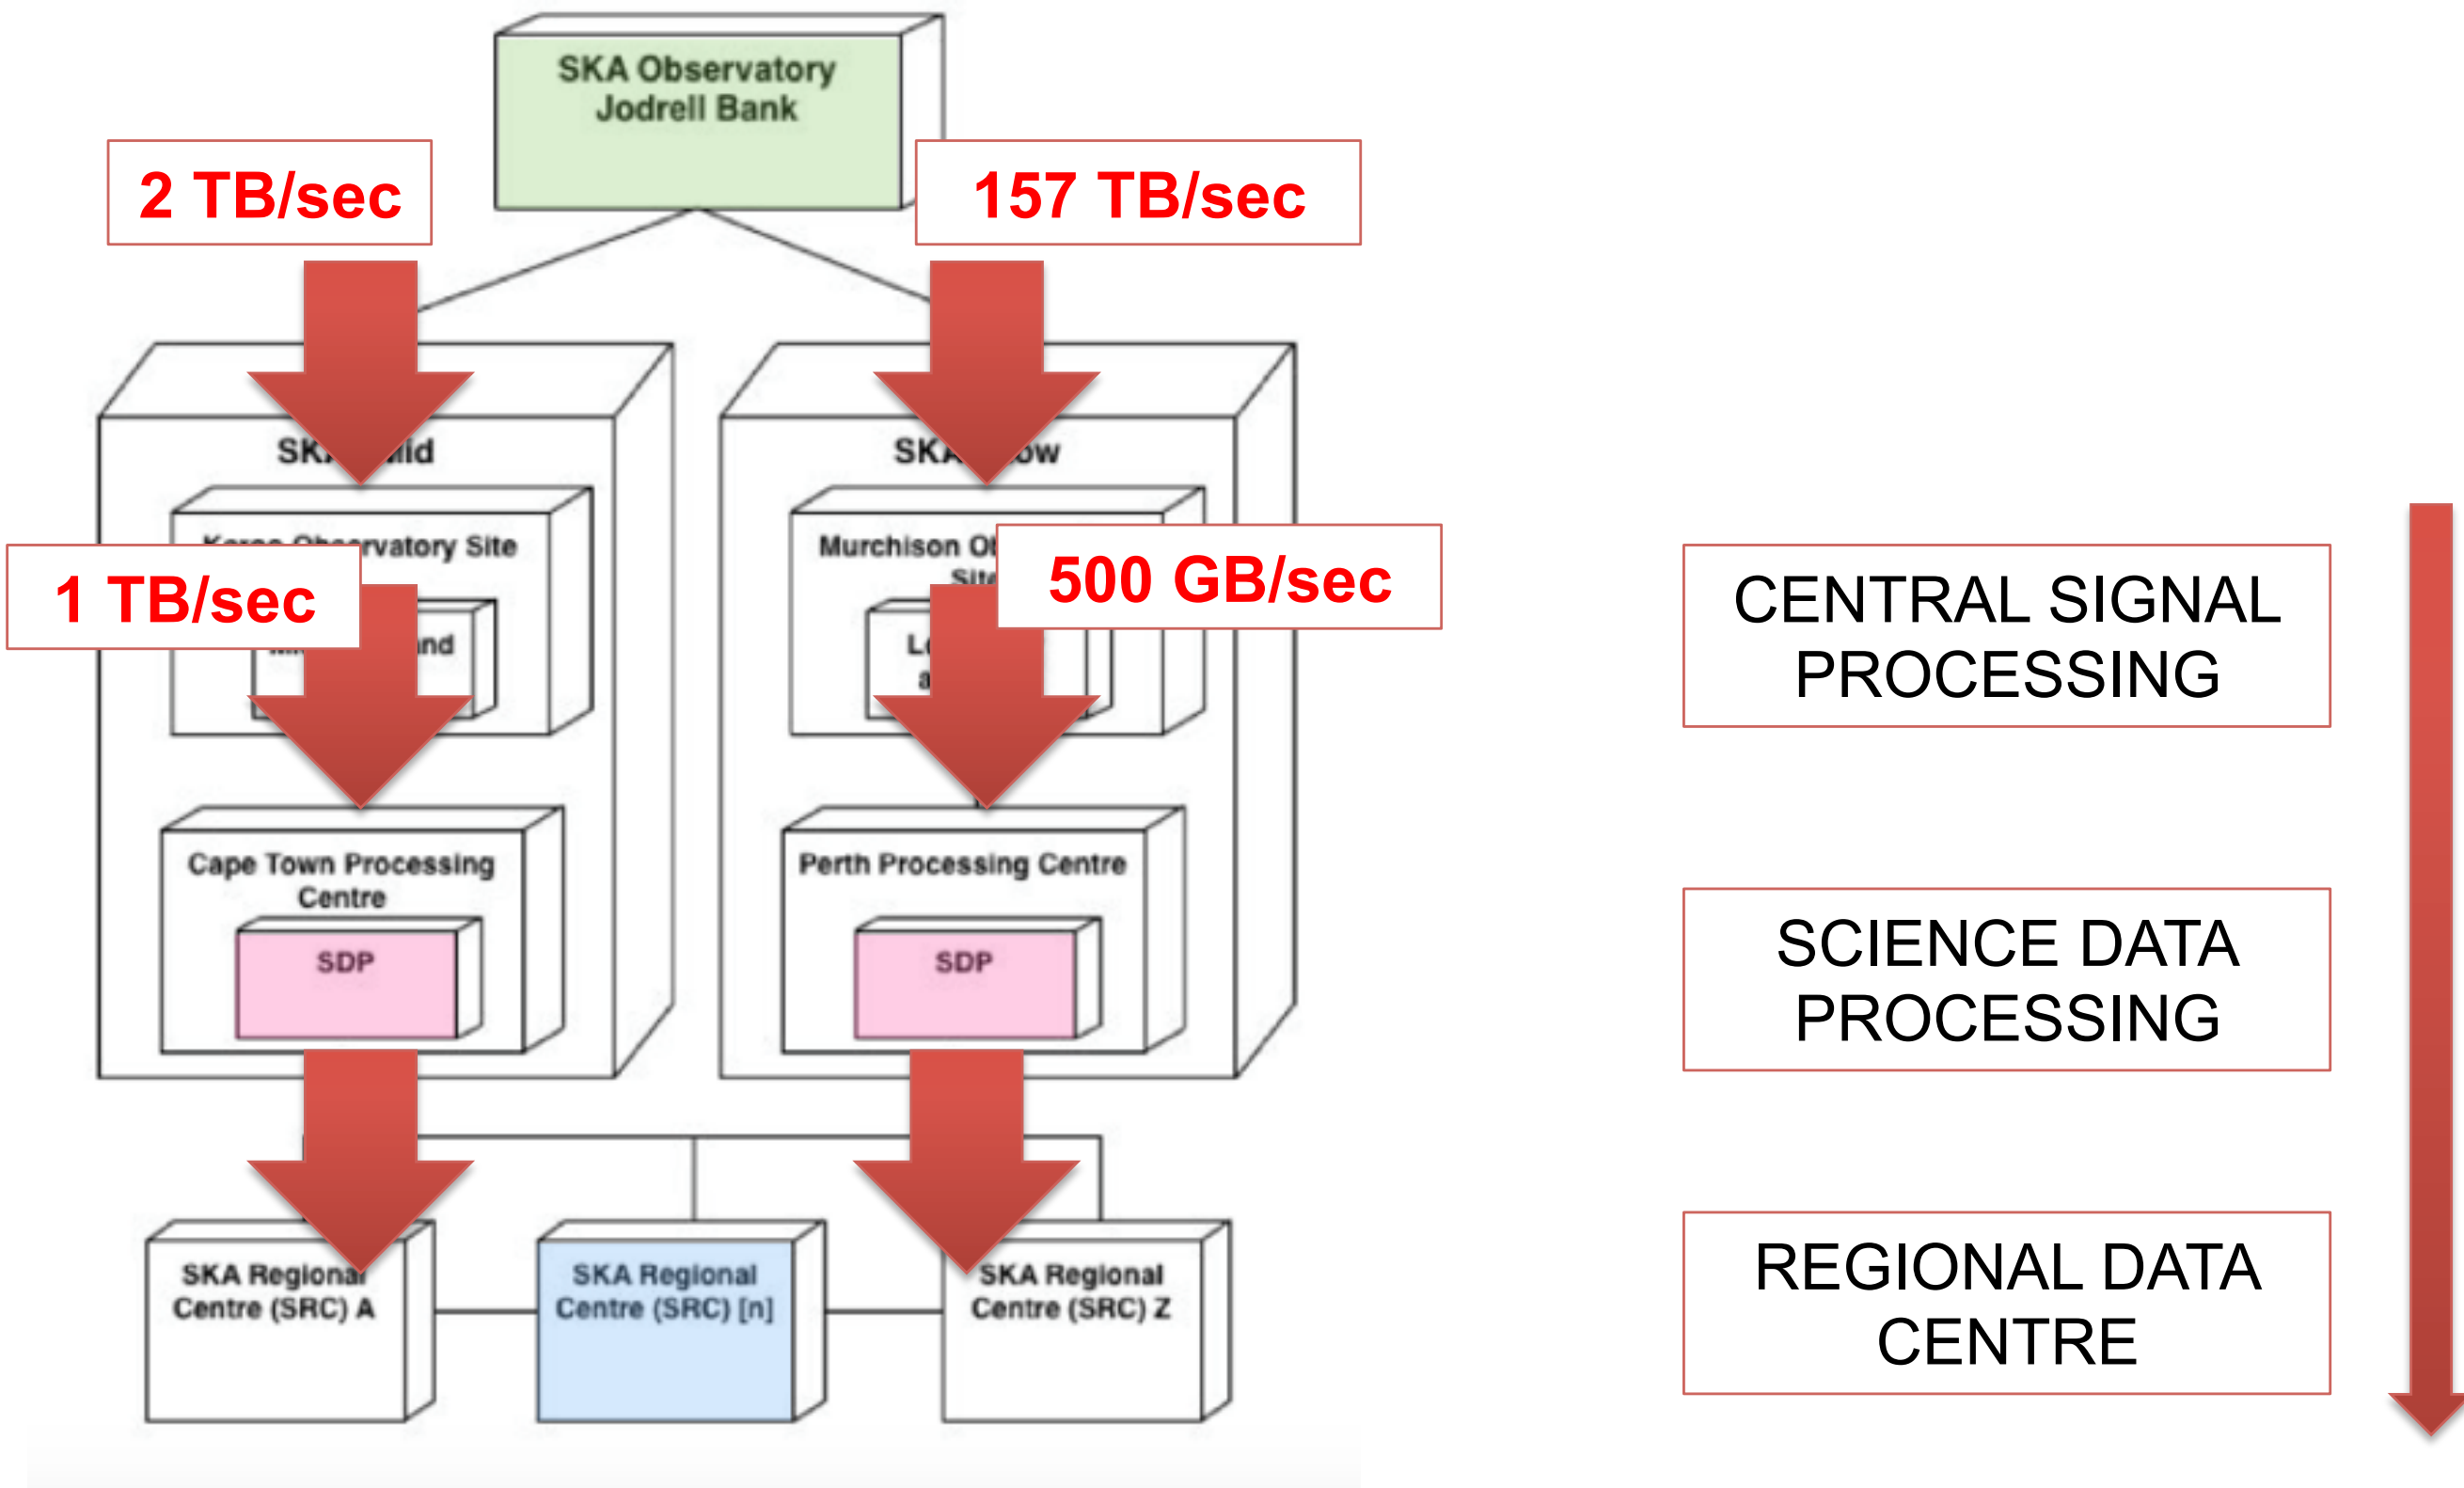 SKA Observatory
Jodrell Bank
2 TB/sec
157 TB/sec
Observatory Site
1 TB/sec
Murchison
500 GB/sec
Cape Town Processing
Centre
SDP
Perth Processing Centre
SDP
SKA Regional
Centre (SRC) A
SKA Regional
Centre (SRC) [n]
SKA Regional
Centre (SRC) Z
CENTRAL SIGNAL
PROCESSING
SCIENCE DATA
PROCESSING
REGIONAL DATA
CENTRE